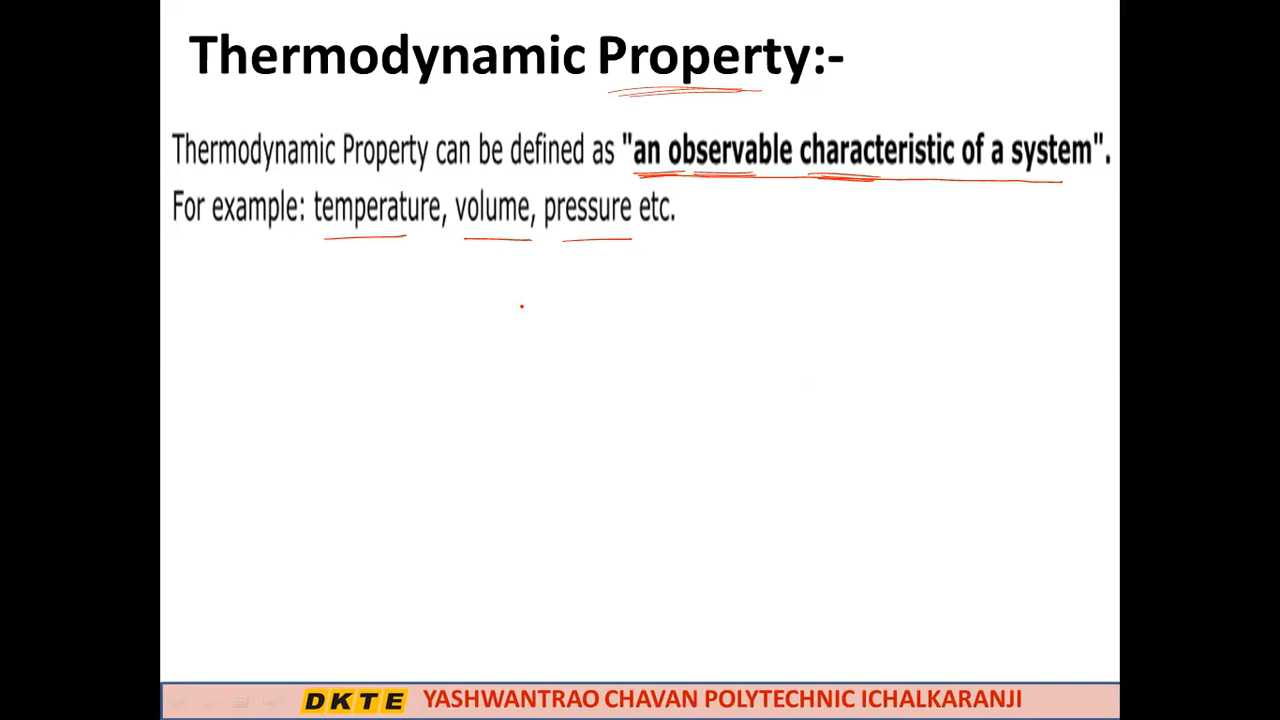 Thermodynamic Property:-
Thermodynamic Property can be defined as "an observable characteristic of a system".
For example: temperature, volume, pressure etc.
DKTE YASHWANTRAO CHAVAN POLYTECHNIC ICHALKARANJI